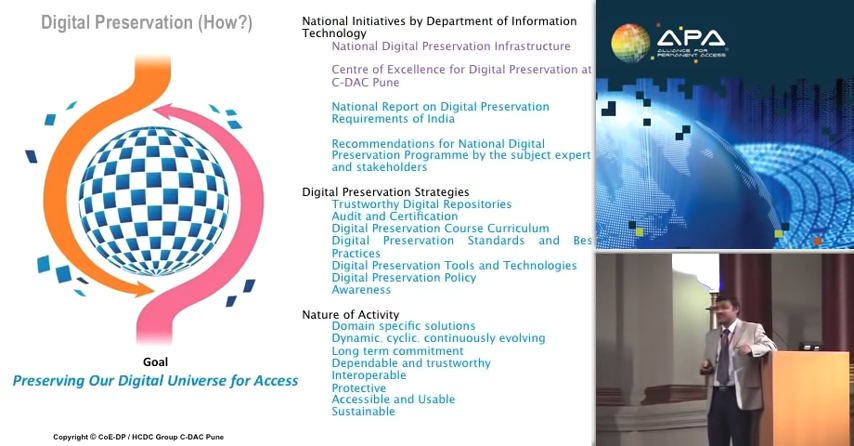 Digital Preservation (How?)
Goal
Preserving Our Digital Universe for Access
Copyright © CoE-DP / HCDC Group C-DAC Pune
National Initiatives by Department of Information
Technology
National Digital Preservation Infrastructure
Centre of Excellence for Digital Preservation at
C-DAC Pune
National Report on Digital Preservation
Requirements of India
Recommendations for National Digital
Preservation Programme by the subject expert
and stakeholders
Digital Preservation Strategies
Trustworthy Digital Repositories
Audit and Certification
Digital Preservation Course Curriculum
Digital Preservation Standards and Bes
Practices
Digital Preservation Tools and Technologies
Digital Preservation Policy
Awareness
Nature of Activity
Domain specific solutions
Dynamic. cyclic. continuously evolving
Long term commitment
Dependable and trustworthy
Interoperable
Protective
Accessible and Usable
Sustainable
APA
ALLIANCE FOR
PERMANENT ACCESS